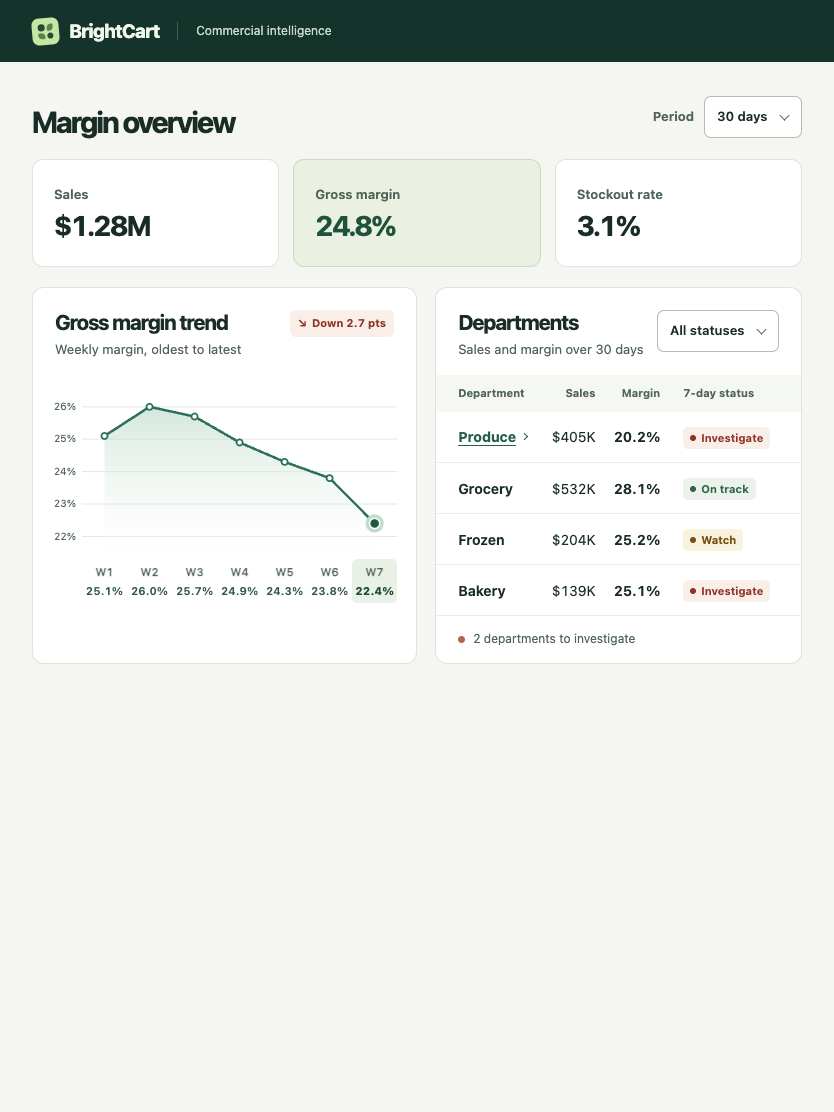 BrightCart
Commercial intelligence
Margin overview
Period
30 days
Sales
$1.28M
Gross margin
24.8%
Stockout rate
3.1%
Gross margin trend
Down 2.7 pts
Weekly margin, oldest to latest
26%
25%
24%
23%
22%
W1 W2 W3 W4 W5 W6 W7
25.1% 26.0% 25.7% 24.9% 24.3% 23.8% 22.4%
Departments
All statuses
Sales and margin over 30 days
Department Sales Margin 7-day status
Produce $405K 20.2% Investigate
Grocery $532K 28.1% On track
Frozen $204K 25.2% Watch
Bakery $139K 25.1% Investigate
2 departments to investigate